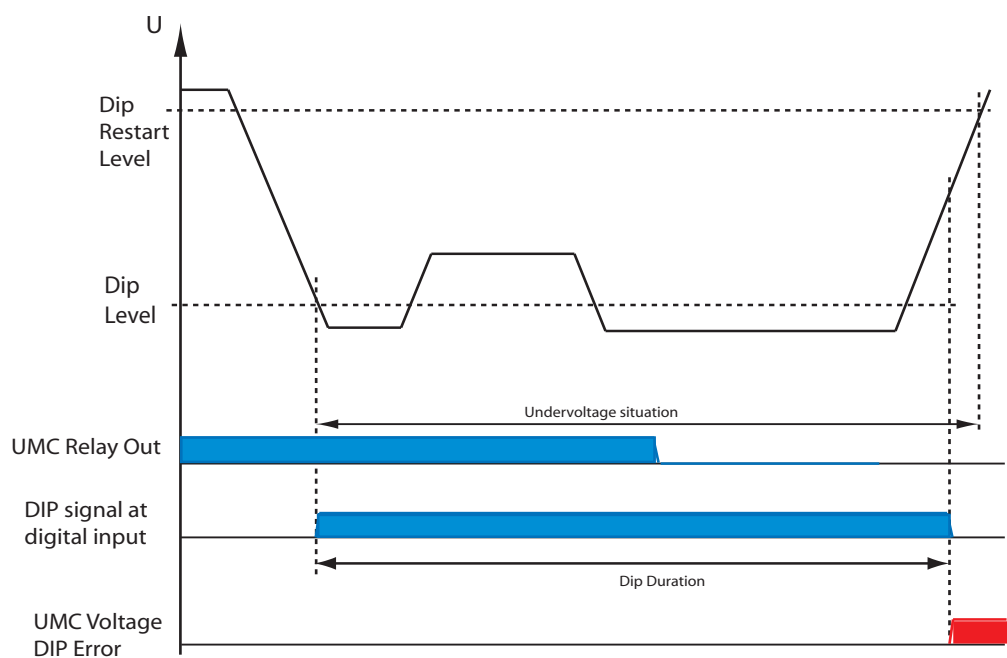 U
Dip
Restart
Level
Dip
Level
Undervoltage situation
UMC Relay Out
DIP signal at
digital input
Dip Duration
UMC Voltage
DIP Error